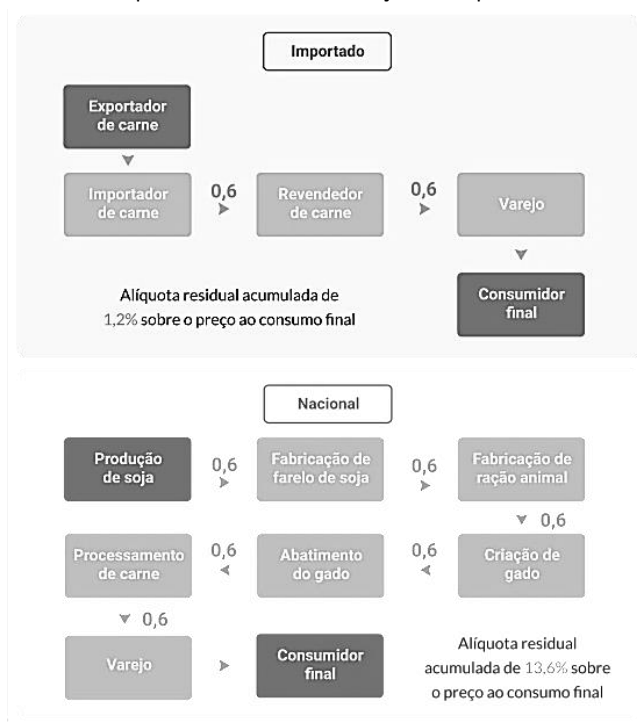 Importado
Exportador
de carne
Importador
de carne
0,6
Revendedor
de carne
0,6
Varejo
Alíquota residual acumulada de
1,2% sobre o preço ao consumo final
Consumidor
final
Nacional
Produção
de soja
0,6
Fabricação de
farelo de soja
0,6
Fabricação de
ração animal
0,6
Processamento
de carne
0,6
Abatimento
do gado
0,6
Criação de
gado
0,6
Varejo
Consumidor
final
Alíquota residual
acumulada de 13,6% sobre
o preço ao consumo final